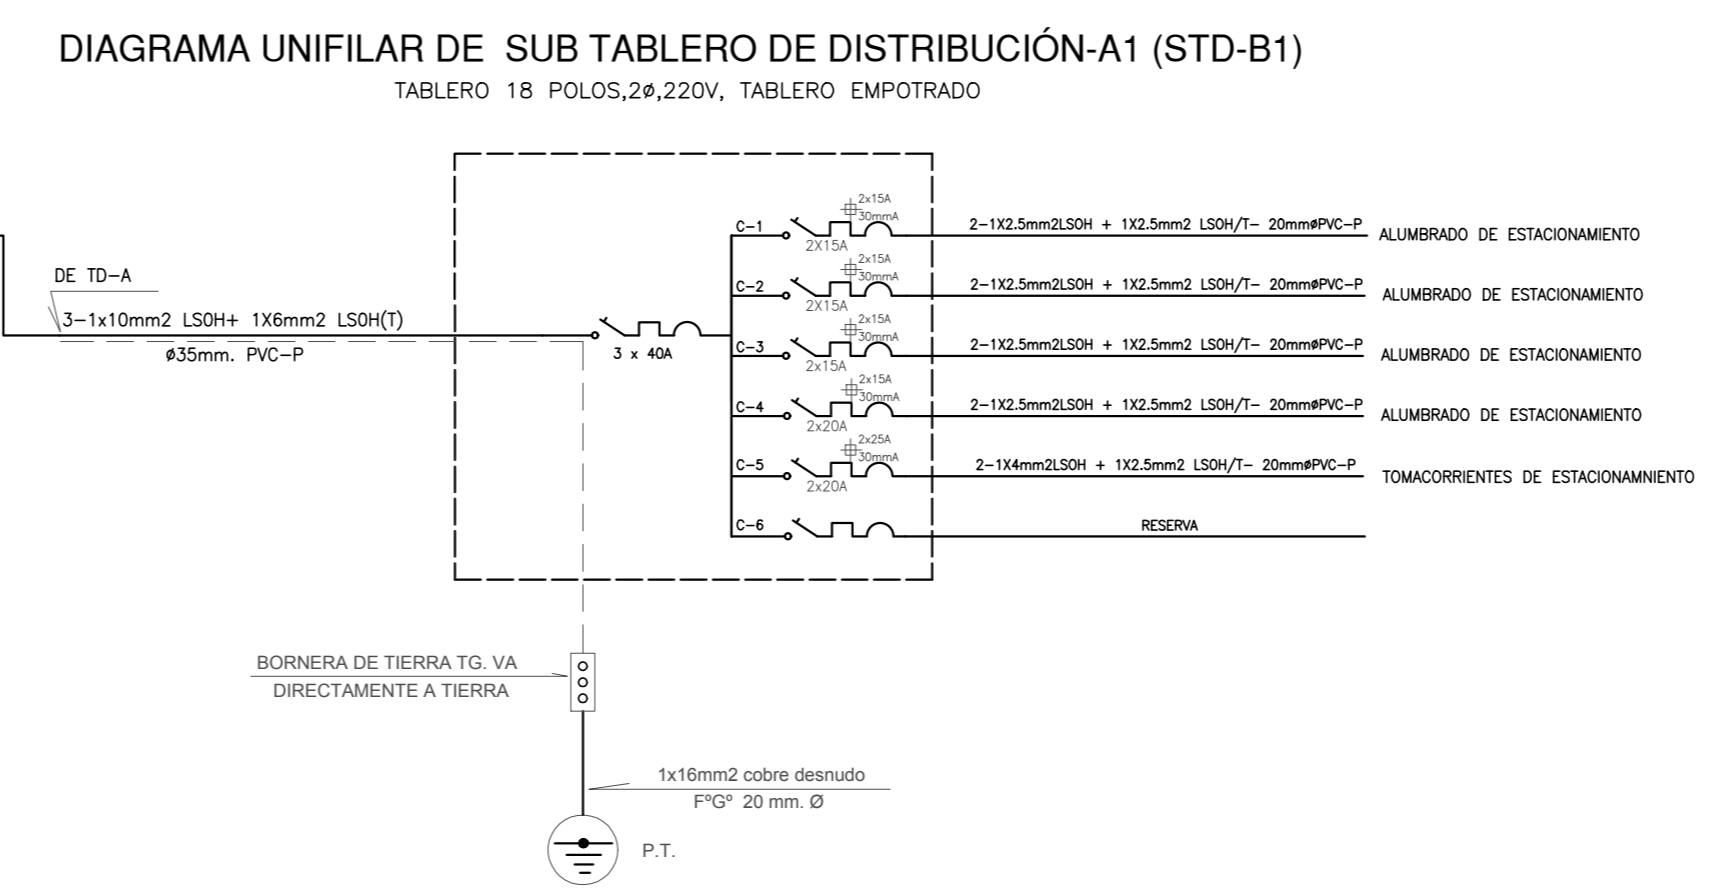 DIAGRAMA UNIFILAR DE SUB TABLERO DE DISTRIBUCIÓN-A1 (STD-B1)
TABLERO 18 POLOS,2ø,220V, TABLERO EMPOTRADO
DE TD-A
3-1x10mm2 LSOH+ 1X6mm2 LSOH(T)
ø35mm. PVC-P
3 x 40A
C-1
2X15A
2x15A
30mmA
2-1X2.5mm2LSOH + 1X2.5mm2 LSOH/T- 20mmøPVC-P
ALUMBRADO DE ESTACIONAMIENTO
C-2
2X15A
2x15A
30mmA
2-1X2.5mm2LSOH + 1X2.5mm2 LSOH/T- 20mmøPVC-P
ALUMBRADO DE ESTACIONAMIENTO
C-3
2x15A
2x15A
30mmA
2-1X2.5mm2LSOH + 1X2.5mm2 LSOH/T- 20mmøPVC-P
ALUMBRADO DE ESTACIONAMIENTO
C-4
2x20A
2x15A
30mmA
2-1X2.5mm2LSOH + 1X2.5mm2 LSOH/T- 20mmøPVC-P
ALUMBRADO DE ESTACIONAMIENTO
C-5
2x20A
2x25A
30mmA
2-1X4mm2LSOH + 1X2.5mm2 LSOH/T- 20mmøPVC-P
TOMACORRIENTES DE ESTACIONAMNIENTO
C-6
RESERVA
BORNERA DE TIERRA TG. VA
DIRECTAMENTE A TIERRA
1x16mm2 cobre desnudo
FºGº 20 mm. Ø
P.T.